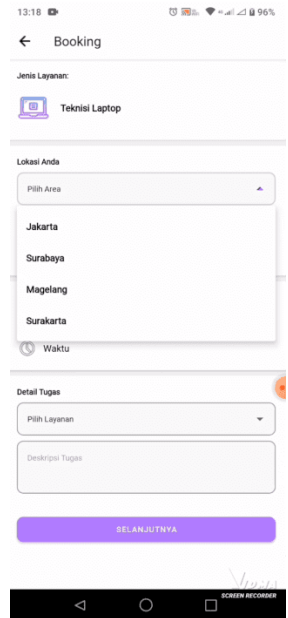 13:18
96%
Booking
Jenis Layanan:
Teknisi Laptop
Lokasi Anda
Pilih Area
Jakarta
Surabaya
Magelang
Surakarta
Waktu
Detail Tugas
Pilih Layanan
Deskripsi Tugas
SELANJUTNYA
SCREEN RECORDER